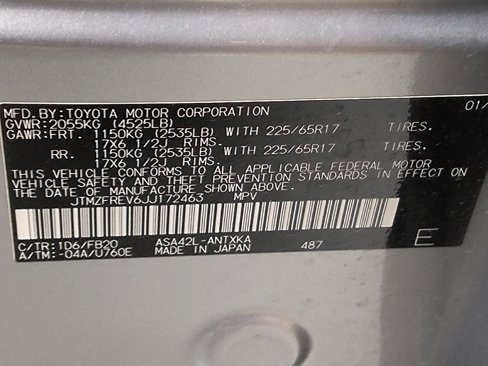 MFD.BY:TOYOTA MOTOR CORPORATION 01/
GVWR:2055KG (4525LB)
GAWR:FRT. 1150KG (2535LB) WITH 225/65R17 TIRES.
17X6 1/2J RIMS.
RR. 1150KG (2535LB) WITH 225/65R17 TIRES.
17X6 1/2J RIMS.
THIS VEHICLE CONFORMS TO ALL APPLICABLE FEDERAL MOTOR
VEHICLE SAFETY AND BUMPER STANDARDS IN EFFECT ON
THE DATE OF MANUFACTURE SHOWN ABOVE.
JTMZFREV6JJ172463 MPV
C/TR:1D6/FB20 ASA42L-ANTXKA
A/TM:-04A/U760E MADE IN JAPAN 487 E